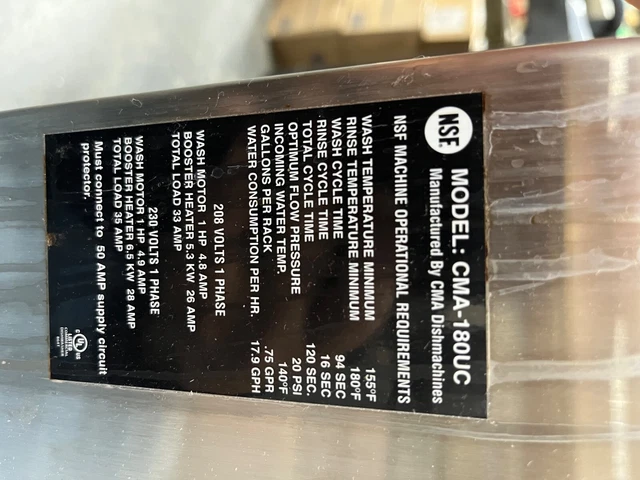 NSF.
MODEL: CMA-180UC
Manufactured By CMA Dishmachines
NSF MACHINE OPERATIONAL REQUIREMENTS
WASH TEMPERATURE MINIMUM 155°F
RINSE TEMPERATURE MINIMUM 180°F
WASH CYCLE TIME 94 SEC
RINSE CYCLE TIME 16 SEC
TOTAL CYCLE TIME 120 SEC.
OPTIMUM FLOW PRESSURE 20 PSI
INCOMING WATER TEMP. 140°F
GALLONS PER RACK .75 GPR
WATER CONSUMPTION PER HR. 17.9 GPH
208 VOLTS 1 PHASE
WASH MOTOR 1 HP 4.8 AMP
BOOSTER HEATER 5.3 KW 26 AMP
TOTAL LOAD 33 AMP
230 VOLTS 1 PHASE
WASH MOTOR 1 HP 4.9 AMP
BOOSTER HEATER 6.5 KW 28 AMP
TOTAL LOAD 35 AMP
Must connect to 50 AMP supply circuit
protector.
C UL US
LISTED